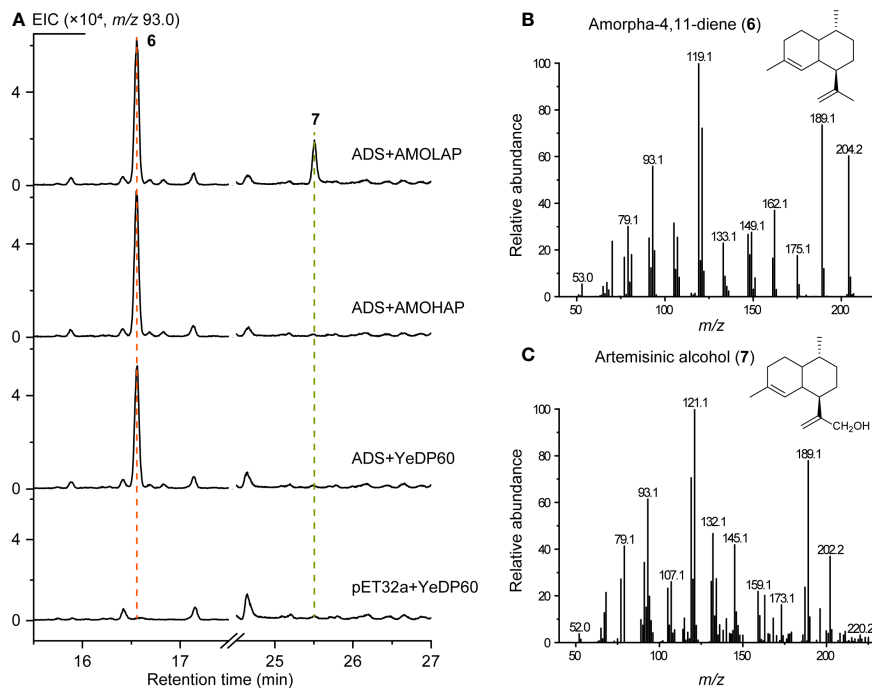 A EIC (×10⁴, m/z 93.0)
6
4
7
ADS+AMOLAP
0
4
ADS+AMOHAP
0
4
ADS+YeDP60
0
4
pET32a+YeDP60
0
16 17 25 26 27
Retention time (min)
B Amorpha-4,11-diene (6)
Relative abundance
100
80
60
40
20
0
53.0
79.1
93.1
119.1
133.1
149.1
162.1
175.1
189.1
204.2
50 100 150 200
m/z
C Artemisinic alcohol (7)
CH₂OH
Relative abundance
100
80
60
40
20
0
52.0
79.1
93.1
107.1
121.1
132.1
145.1
159.1
173.1
189.1
202.2
220.2
50 100 150 200
m/z